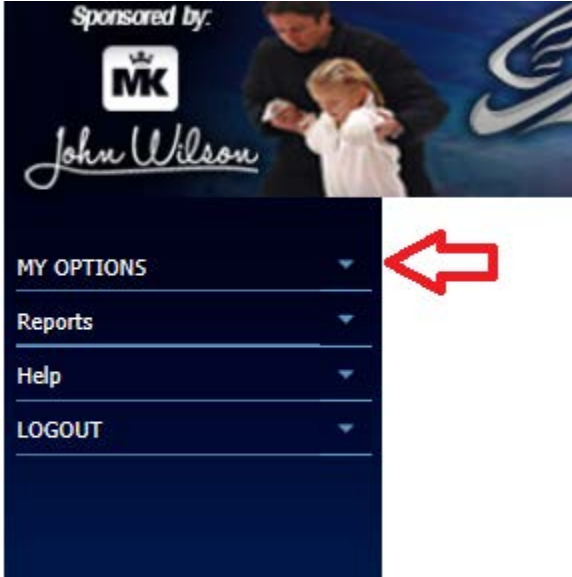 Sponsored by:
MK
John Wilson
MY OPTIONS
Reports
Help
LOGOUT